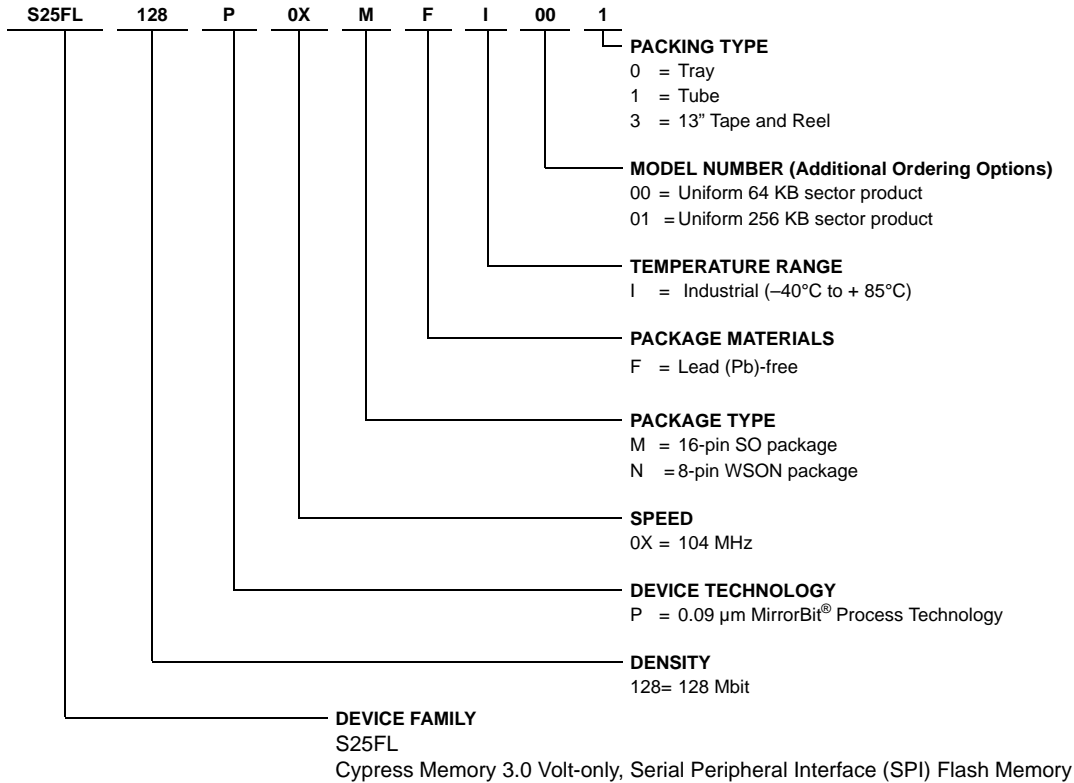 S25FL 128 P 0X M F I 00 1
PACKING TYPE
0 = Tray
1 = Tube
3 = 13” Tape and Reel
MODEL NUMBER (Additional Ordering Options)
00 = Uniform 64 KB sector product
01 = Uniform 256 KB sector product
TEMPERATURE RANGE
I = Industrial (–40°C to + 85°C)
PACKAGE MATERIALS
F = Lead (Pb)-free
PACKAGE TYPE
M = 16-pin SO package
N = 8-pin WSON package
SPEED
0X = 104 MHz
DEVICE TECHNOLOGY
P = 0.09 µm MirrorBit® Process Technology
DENSITY
128= 128 Mbit
DEVICE FAMILY
S25FL
Cypress Memory 3.0 Volt-only, Serial Peripheral Interface (SPI) Flash Memory